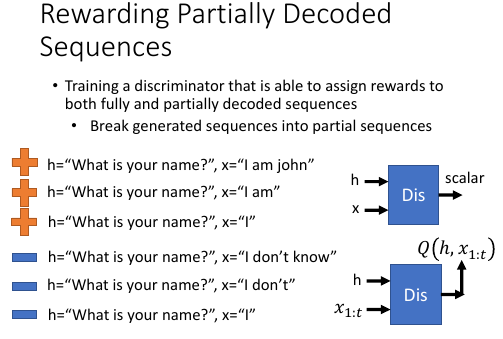 Rewarding Partially Decoded
Sequences
• Training a discriminator that is able to assign rewards to
both fully and partially decoded sequences
• Break generated sequences into partial sequences
h=“What is your name?”, x=“I am john”
h=“What is your name?”, x=“I am”
h=“What is your name?”, x=“I”
h=“What is your name?”, x=“I don’t know”
h=“What is your name?”, x=“I don’t”
h=“What is your name?”, x=“I”
h
x
Dis
scalar
Q(h, x_{1:t})
h
x_{1:t}
Dis